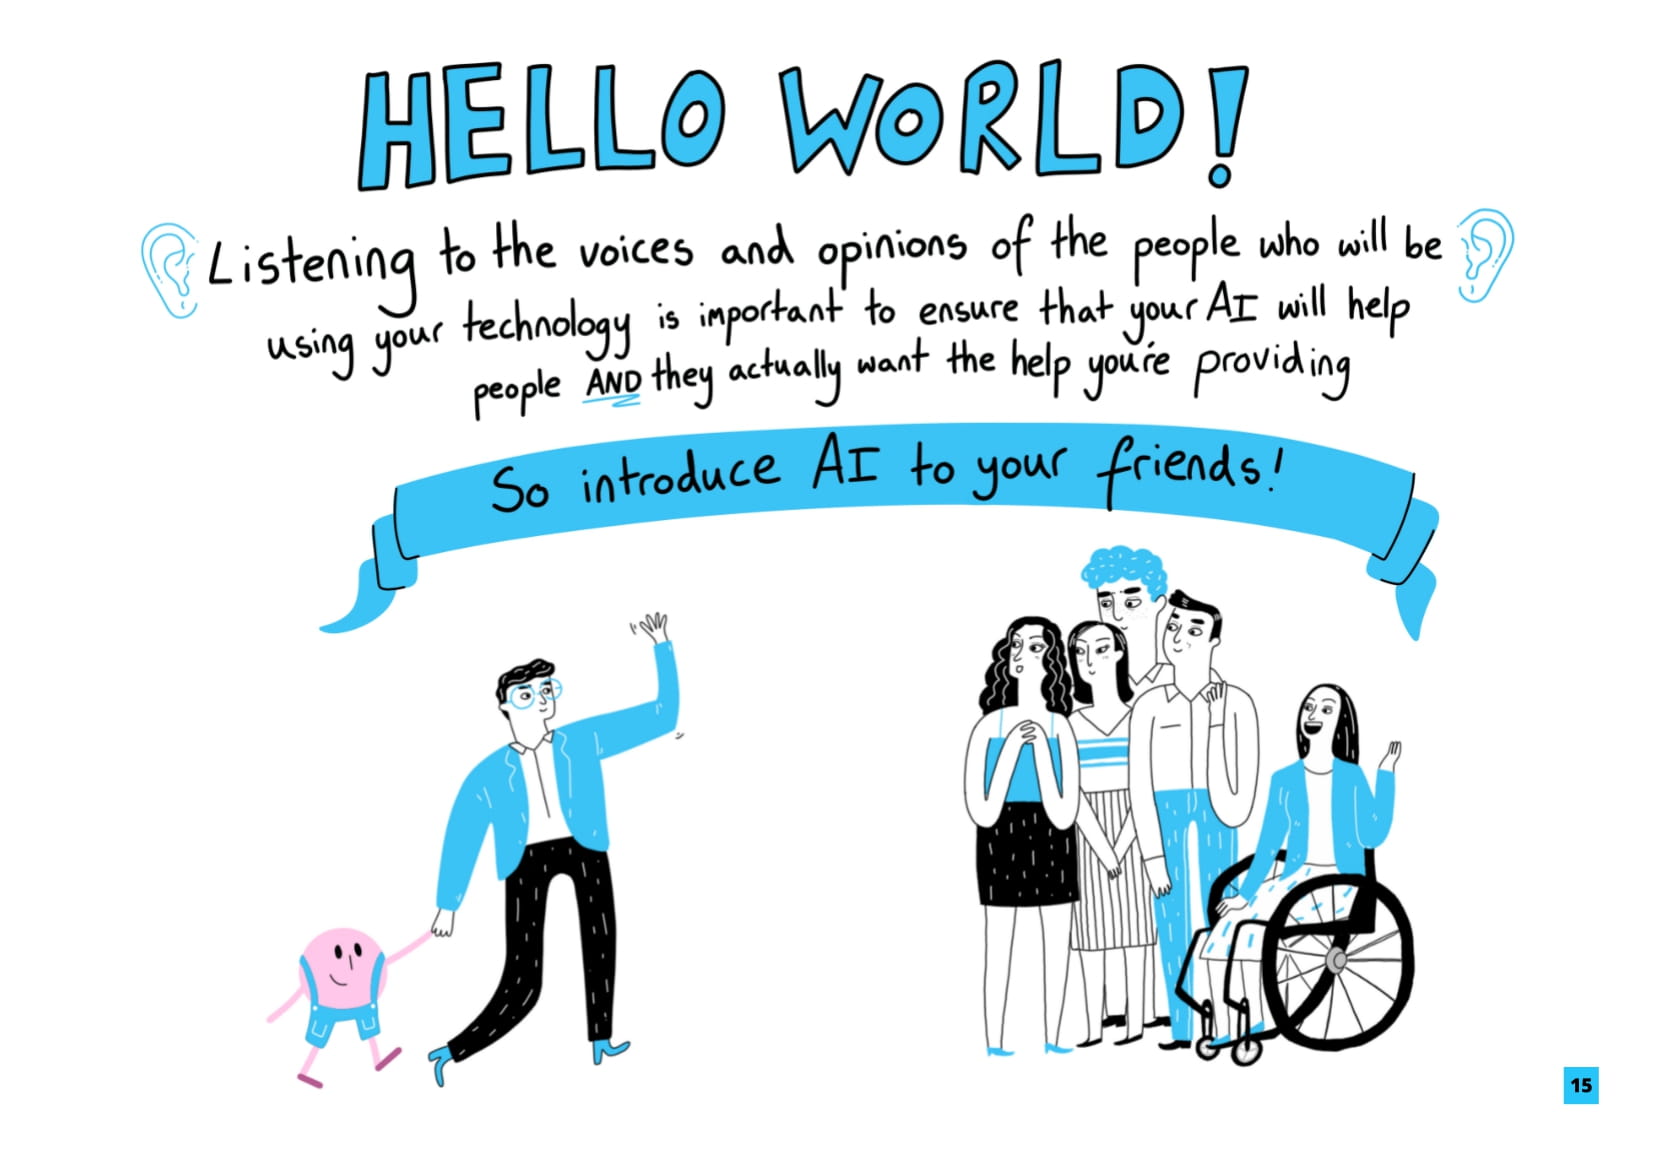 HELLO WORLD!
Listening to the voices and opinions of the people who will be
using your technology is important to ensure that your AI will help
people AND they actually want the help you're providing
So introduce AI to your friends!
15